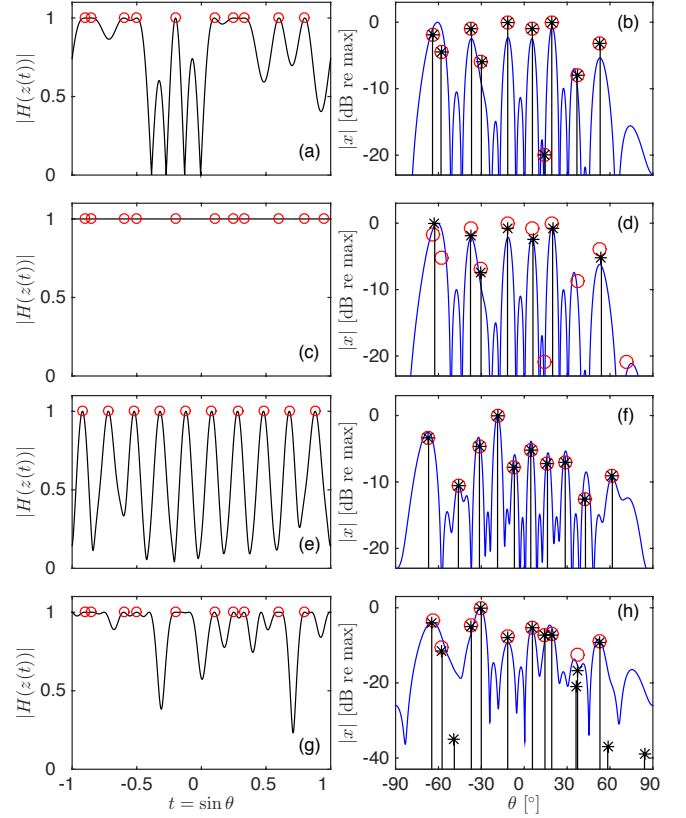 1
0.5
0
|H(z(t))|
(a)
0
-10
-20
|x| [dB re max]
(b)
1
0.5
0
|H(z(t))|
(c)
0
-10
-20
|x| [dB re max]
(d)
1
0.5
0
|H(z(t))|
(e)
0
-10
-20
|x| [dB re max]
(f)
1
0.5
0
|H(z(t))|
(g)
-1 -0.5 0 0.5 1
t = sin θ
0
-20
-40
|x| [dB re max]
(h)
-90 -60 -30 0 30 60 90
θ [°]